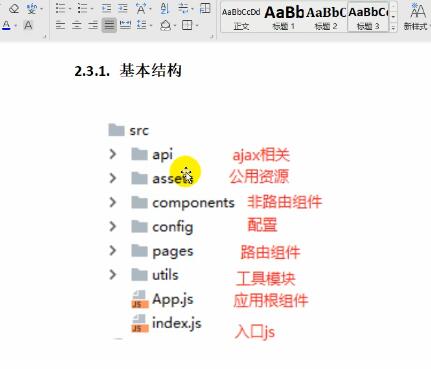 AaBbCcDd AaBb AaBbC AaBbC
正文 标题 1 标题 2 标题 3 新样式
2.3.1. 基本结构
src
api ajax相关
assets 公用资源
components 非路由组件
config 配置
pages 路由组件
utils 工具模块
JS App.js 应用根组件
JS index.js 入口js